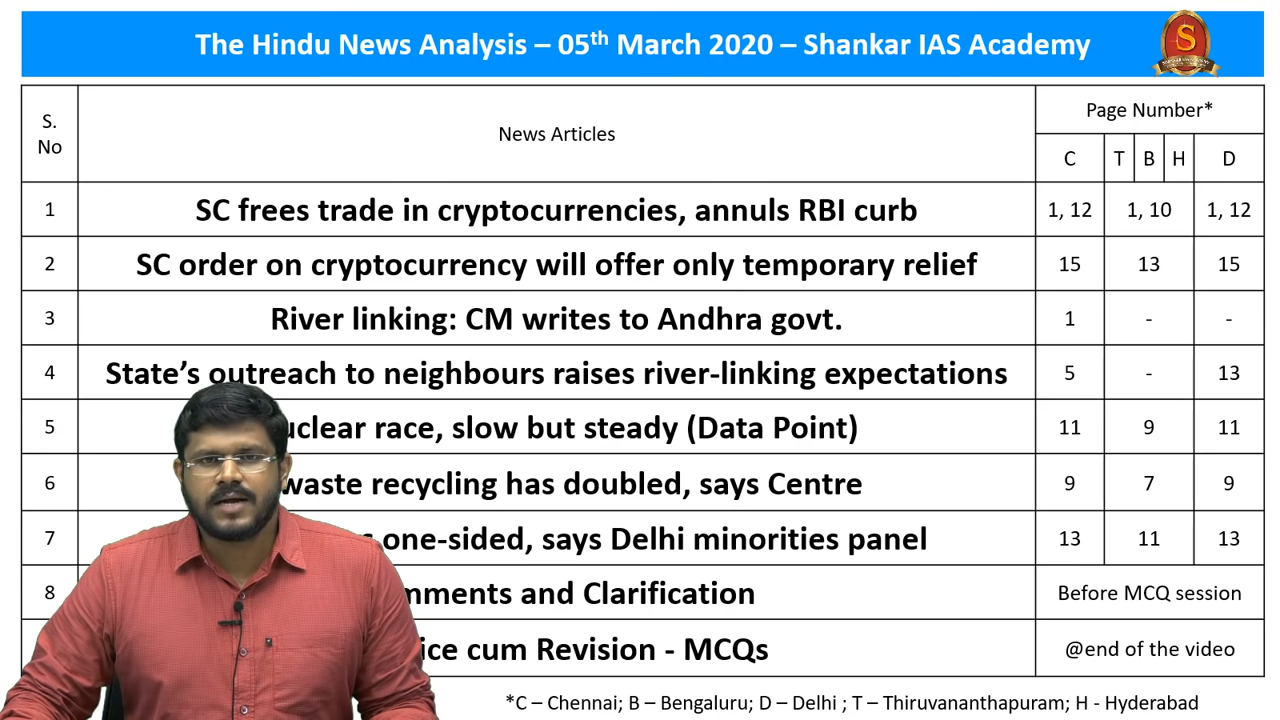 The Hindu News Analysis – 05th March 2020 – Shankar IAS Academy
S
S. No
News Articles
Page Number*
C
T
B
H
D
1
SC frees trade in cryptocurrencies, annuls RBI curb
1, 12
1, 10
1, 12
2
SC order on cryptocurrency will offer only temporary relief
15
13
15
3
River linking: CM writes to Andhra govt.
1
-
-
4
State's outreach to neighbours raises river-linking expectations
5
-
13
5
race, slow but steady (Data Point)
11
9
11
6
recycling has doubled, says Centre
9
7
9
7
one-sided, says Delhi minorities panel
13
11
13
8
and Clarification
Before MCQ session
cum Revision - MCQs
@end of the video
*C – Chennai; B – Bengaluru; D – Delhi ; T – Thiruvananthapuram; H - Hyderabad